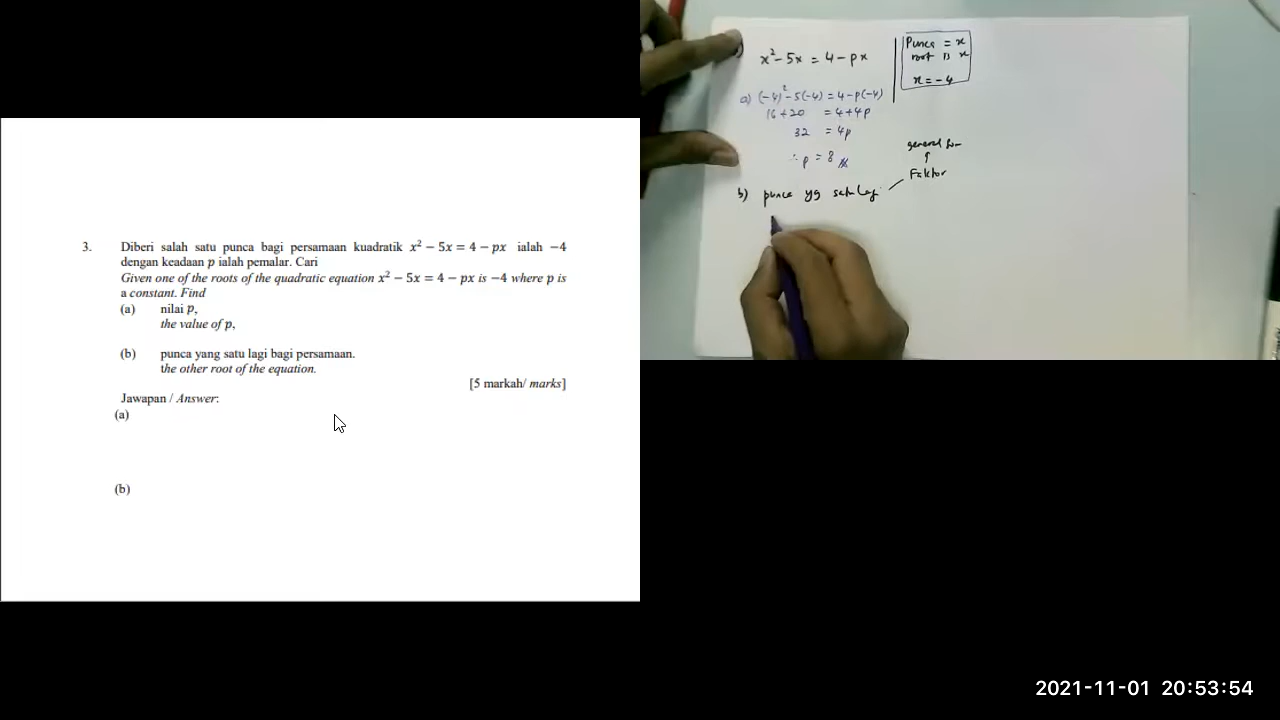 3. Diberi salah satu punca bagi persamaan kuadratik x² − 5x = 4 − px ialah −4
dengan keadaan p ialah pemalar. Cari
Given one of the roots of the quadratic equation x² − 5x = 4 − px is −4 where p is
a constant. Find
(a) nilai p,
the value of p,
(b) punca yang satu lagi bagi persamaan.
the other root of the equation.
[5 markah/ marks]
Jawapan / Answer:
(a)
(b)
x² − 5x = 4 − px
Punca = x
root is x
x = −4
a) (−4)² − 5(−4) = 4 − p(−4)
16 + 20 = 4 + 4p
32 = 4p
∴ p = 8
general
Faktor
b) punca yg satu lagi
2021-11-01 20:53:54